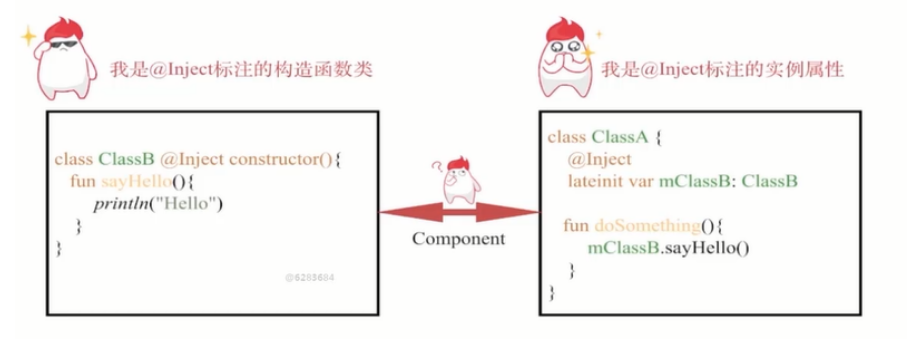 我是@Inject标注的构造函数类
class ClassB @Inject constructor(){
fun sayHello(){
println("Hello")
}
}
@6283684
?
Component
我是@Inject标注的实例属性
class ClassA {
@Inject
lateinit var mClassB: ClassB
fun doSomething(){
mClassB.sayHello()
}
}